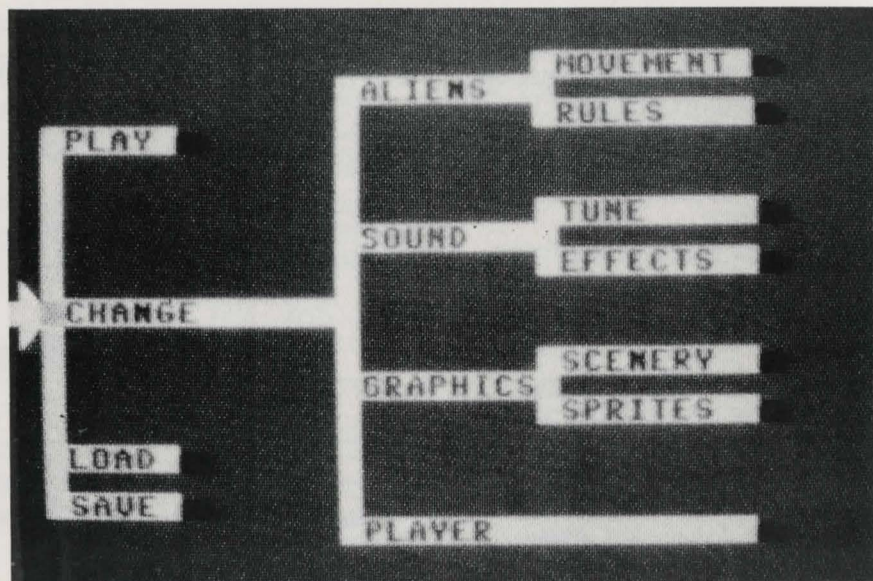 PLAY
CHANGE
LOAD
SAVE
ALIENS
MOVEMENT
RULES
SOUND
TUNE
EFFECTS
GRAPHICS
SCENERY
SPRITES
PLAYER